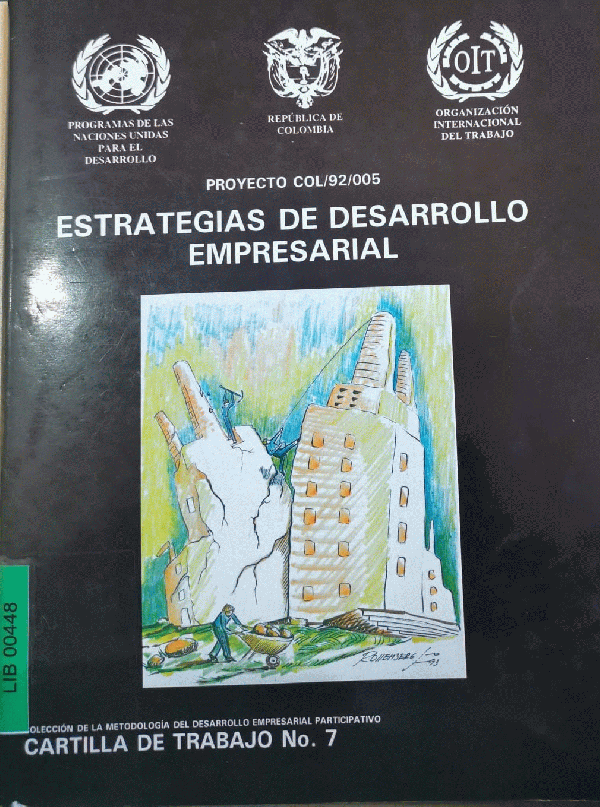 PROGRAMAS DE LAS
NACIONES UNIDAS
PARA EL
DESARROLLO
REPÚBLICA DE
COLOMBIA
OIT
ORGANIZACIÓN
INTERNACIONAL
DEL TRABAJO
PROYECTO COL/92/005
ESTRATEGIAS DE DESARROLLO
EMPRESARIAL
93
LIB 00448
OLECCIÓN DE LA METODOLOGÍA DEL DESARROLLO EMPRESARIAL PARTICIPATIVO
CARTILLA DE TRABAJO No. 7